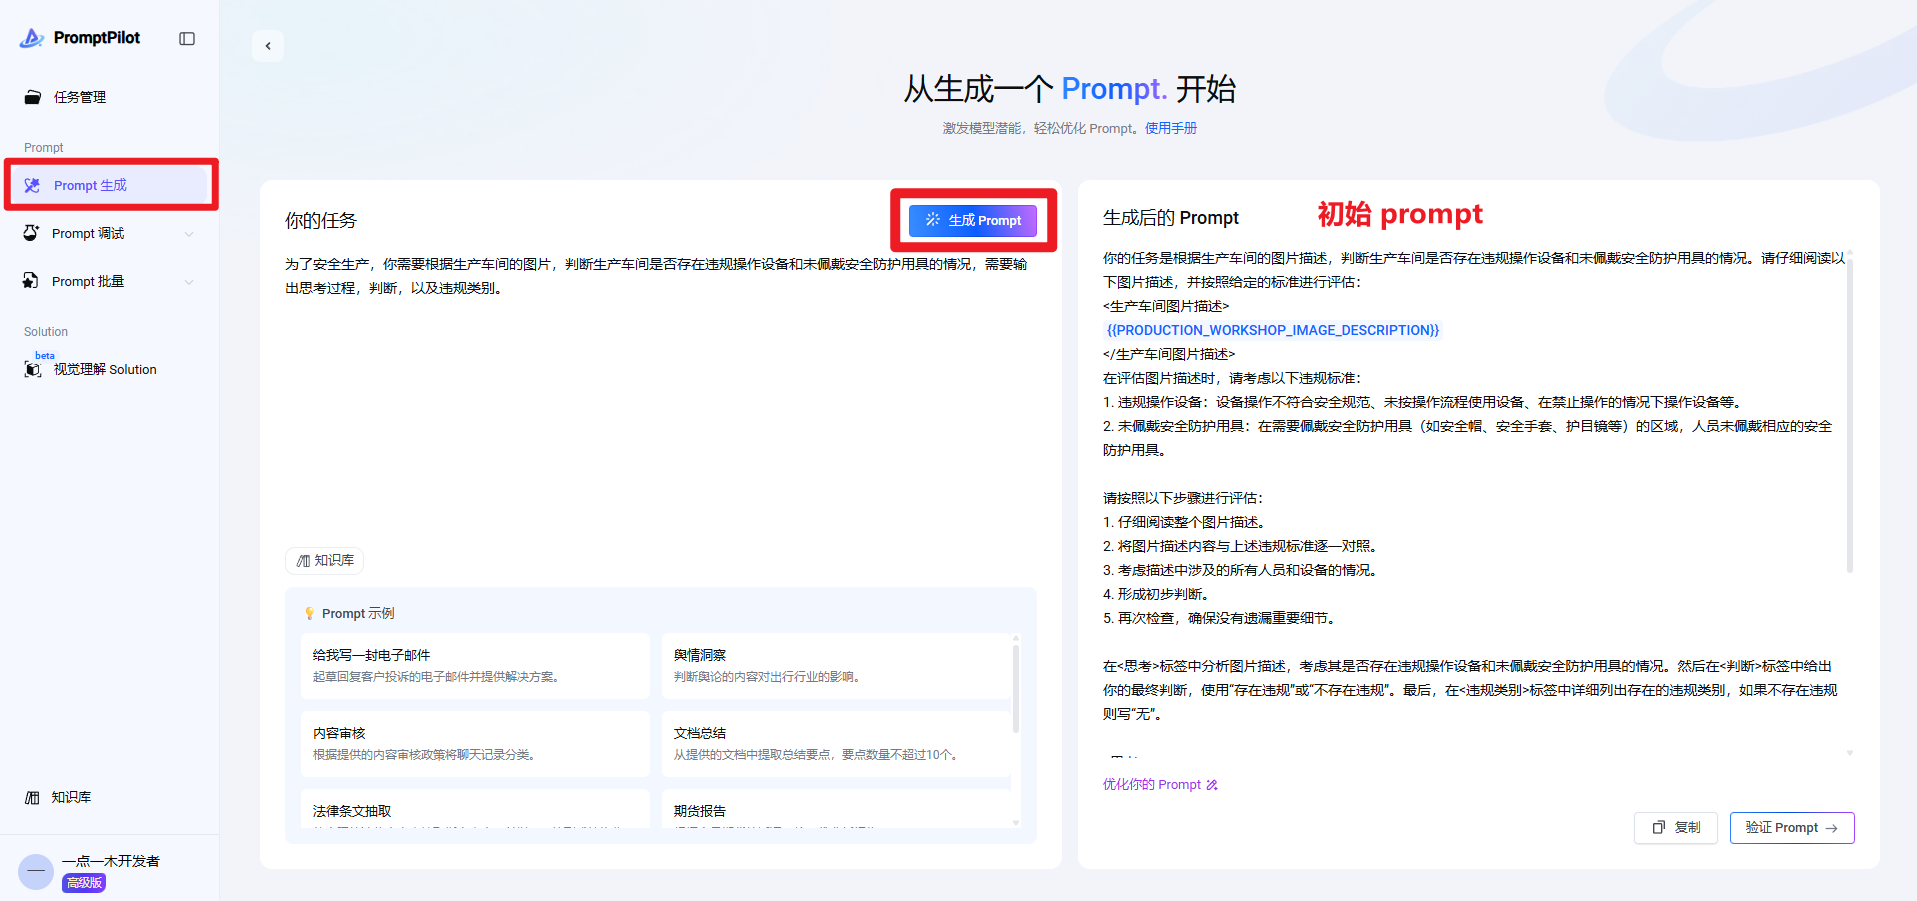 PromptPilot
任务管理
Prompt
Prompt 生成
Prompt 调试
Prompt 批量
Solution
beta
视觉理解 Solution
知识库
一点一木开发者
高级版
从生成一个 Prompt. 开始
激发模型潜能，轻松优化 Prompt。使用手册
你的任务
生成 Prompt
为了安全生产，你需要根据生产车间的图片，判断生产车间是否存在违规操作设备和未佩戴安全防护用具的情况，需要输
出思考过程，判断，以及违规类别。
知识库
Prompt 示例
给我写一封电子邮件
起草回复客户投诉的电子邮件并提供解决方案。
舆情洞察
判断舆论的内容对出行行业的影响。
内容审核
根据提供的内容审核政策将聊天记录分类。
文档总结
从提供的文档中提取总结要点，要点数量不超过10个。
法律条文抽取
期货报告
生成后的 Prompt
初始 prompt
你的任务是根据生产车间的图片描述，判断生产车间是否存在违规操作设备和未佩戴安全防护用具的情况。请仔细阅读以
下图片描述，并按照给定的标准进行评估：
<生产车间图片描述>
{{PRODUCTION_WORKSHOP_IMAGE_DESCRIPTION}}
</生产车间图片描述>
在评估图片描述时，请考虑以下违规标准：
1. 违规操作设备：设备操作不符合安全规范、未按操作流程使用设备、在禁止操作的情况下操作设备等。
2. 未佩戴安全防护用具：在需要佩戴安全防护用具（如安全帽、安全手套、护目镜等）的区域，人员未佩戴相应的安全
防护用具。
请按照以下步骤进行评估：
1. 仔细阅读整个图片描述。
2. 将图片描述内容与上述违规标准逐一对照。
3. 考虑描述中涉及的所有人员和设备的情况。
4. 形成初步判断。
5. 再次检查，确保没有遗漏重要细节。
在<思考>标签中分析图片描述，考虑其是否存在违规操作设备和未佩戴安全防护用具的情况。然后在<判断>标签中给出
你的最终判断，使用“存在违规”或“不存在违规”。最后，在<违规类别>标签中详细列出存在的违规类别，如果不存在违规
则写“无”。
优化你的 Prompt
复制
验证 Prompt →